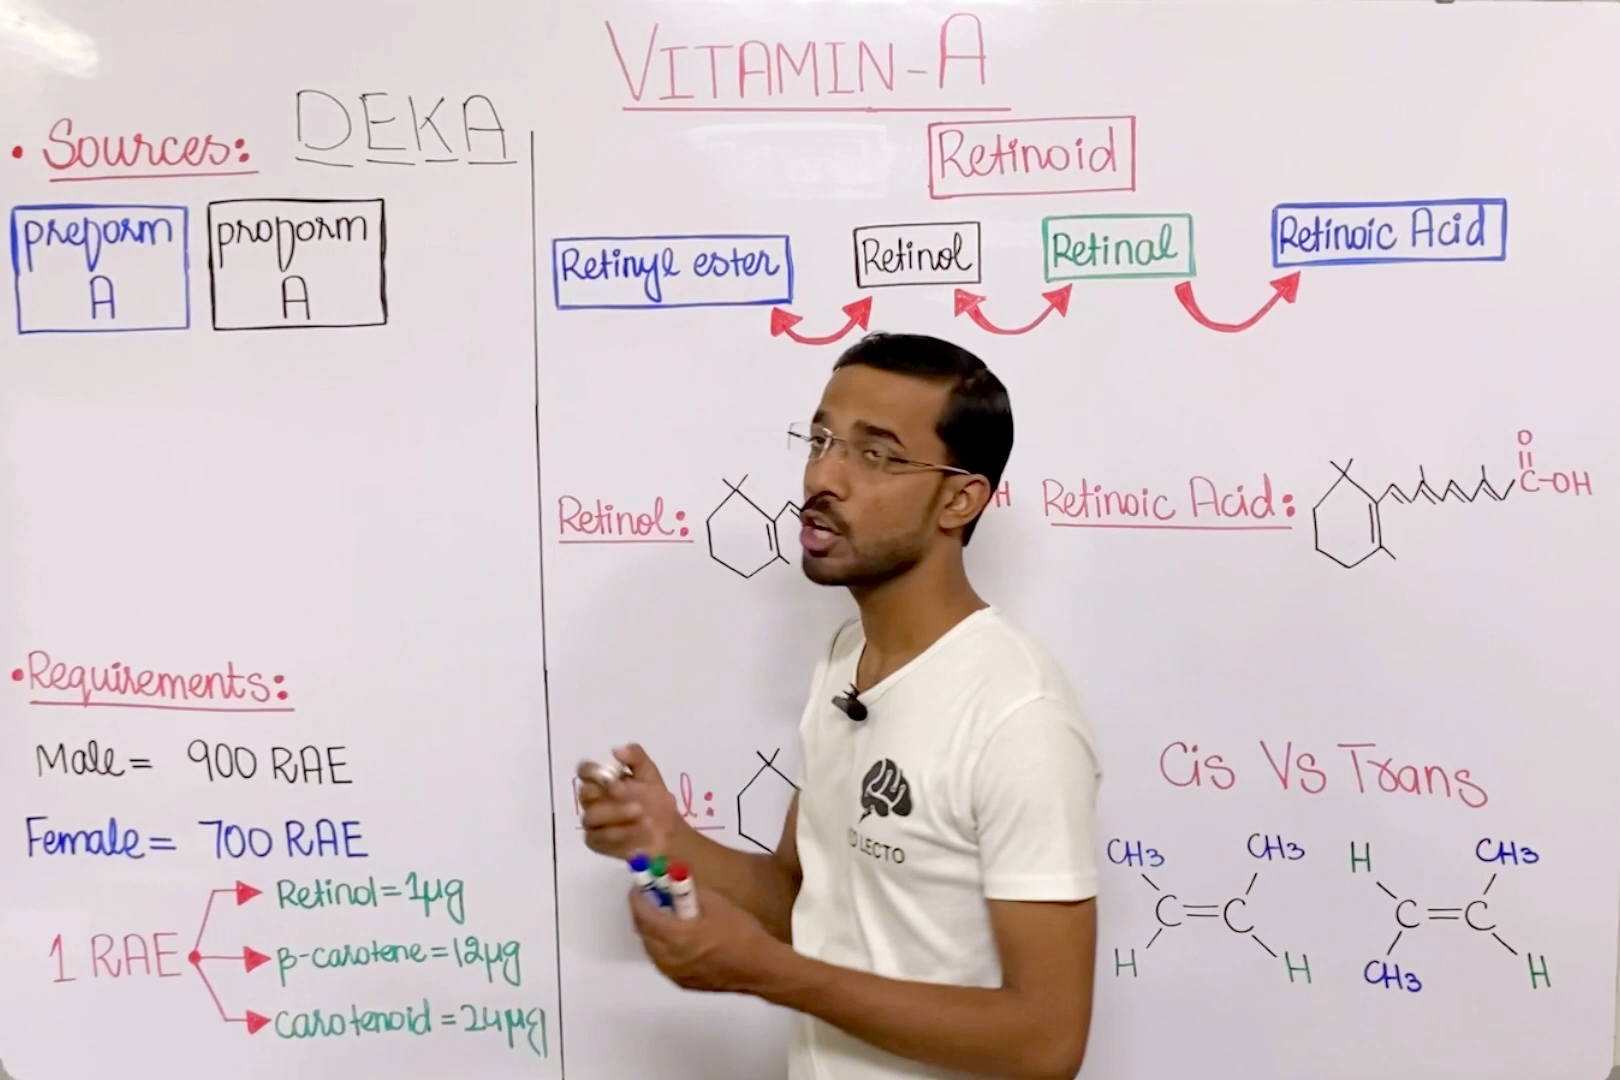 VITAMIN-A
• Sources:
DEKA
preform
A
proform
A
Retinoid
Retinyl ester
Retinol
Retinal
Retinoic Acid
Retinol:
H
Retinoic Acid:
O
C-OH
l:
• Requirements:
Male = 900 RAE
Female = 700 RAE
1 RAE
Retinol = 1µg
β-carotene = 12µg
carotenoid = 24µg
LECTO
Cis Vs Trans
CH3 CH3
C=C
H H
H CH3
C=C
CH3 H